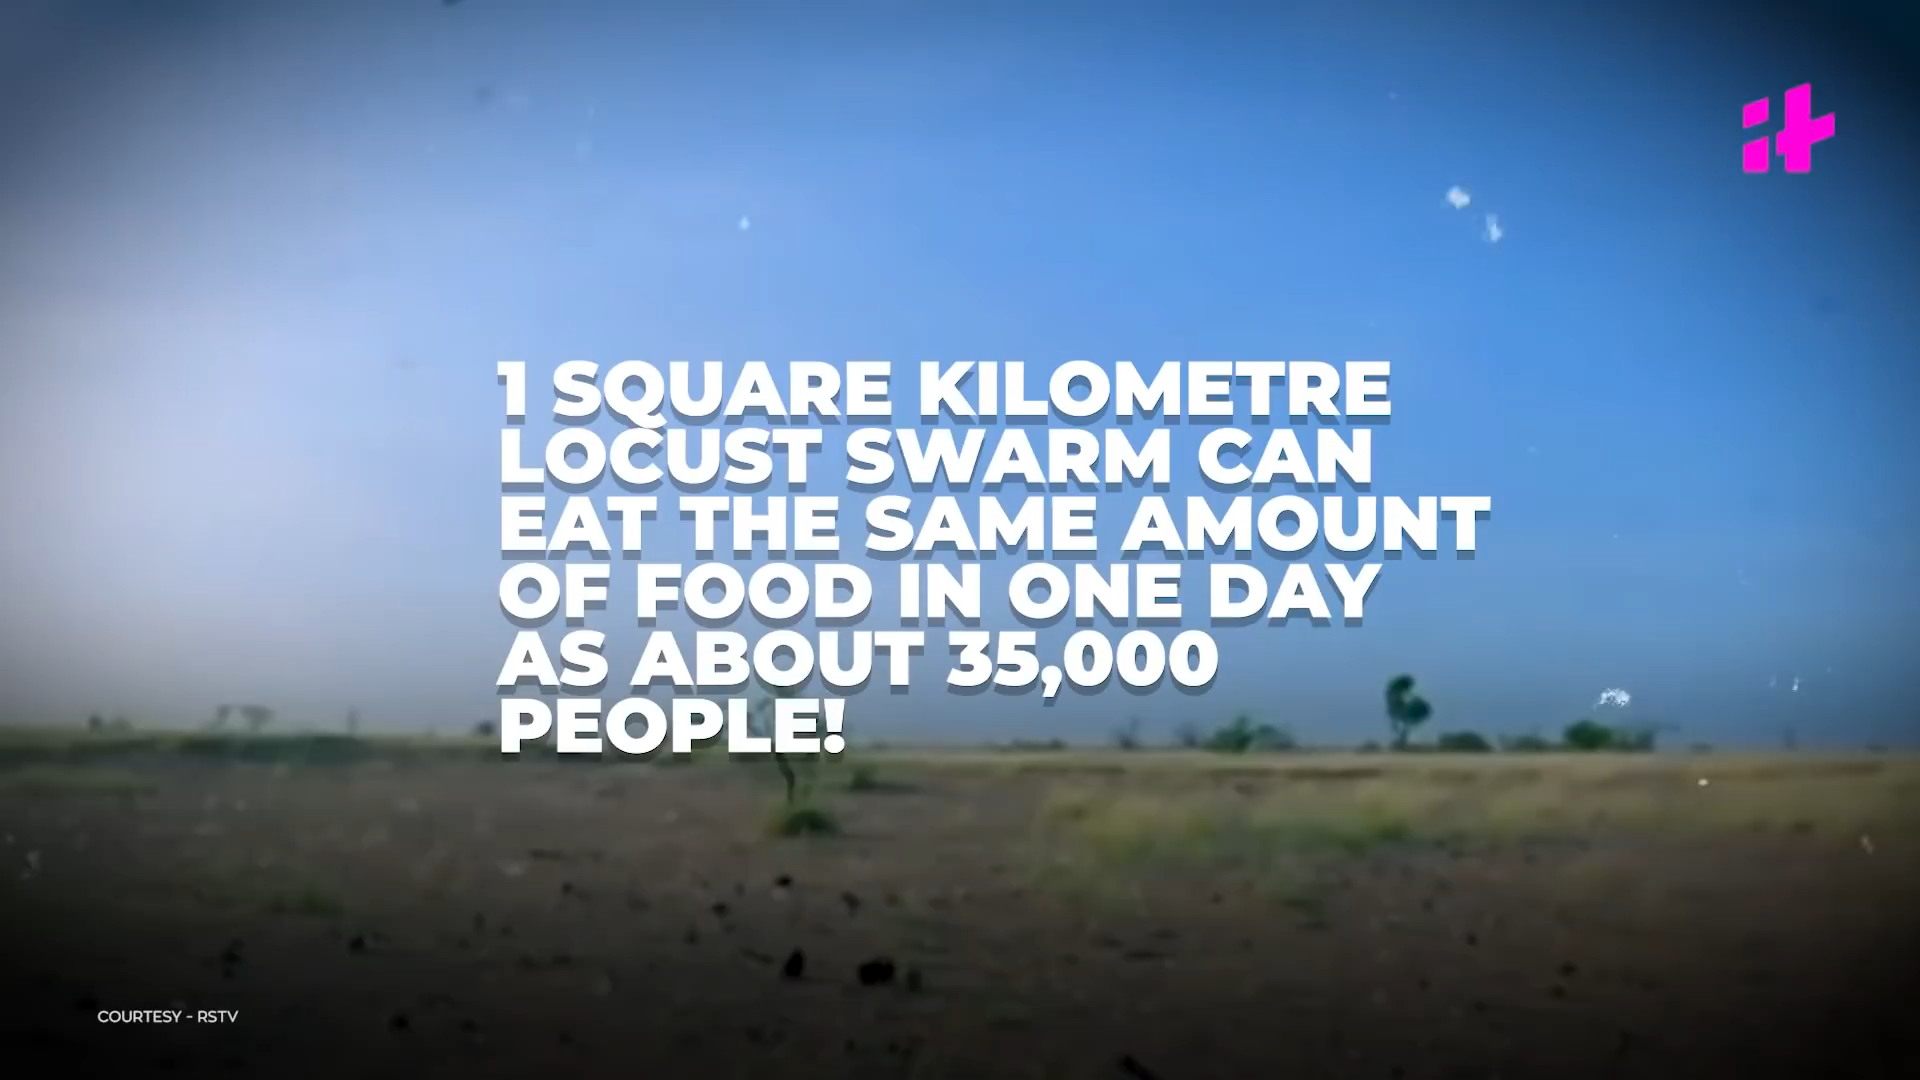 it
1 SQUARE KILOMETRE
LOCUST SWARM CAN
EAT THE SAME AMOUNT
OF FOOD IN ONE DAY
AS ABOUT 35,000
PEOPLE!
COURTESY - RSTV